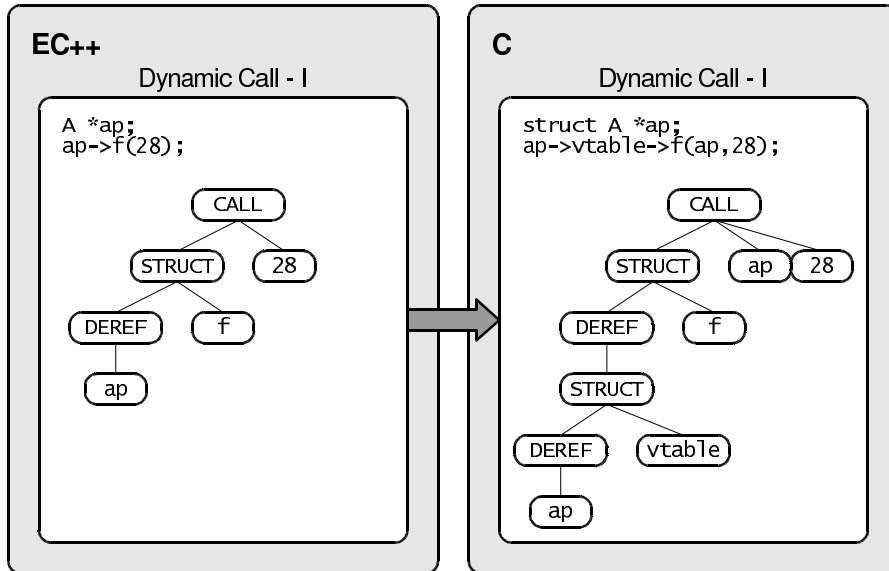 EC++
Dynamic Call - I
A *ap;
ap->f(28);
CALL
STRUCT
28
DEREF
f
ap
C
Dynamic Call - I
struct A *ap;
ap->vtable->f(ap,28);
CALL
STRUCT
ap
28
DEREF
f
STRUCT
DEREF
vtable
ap